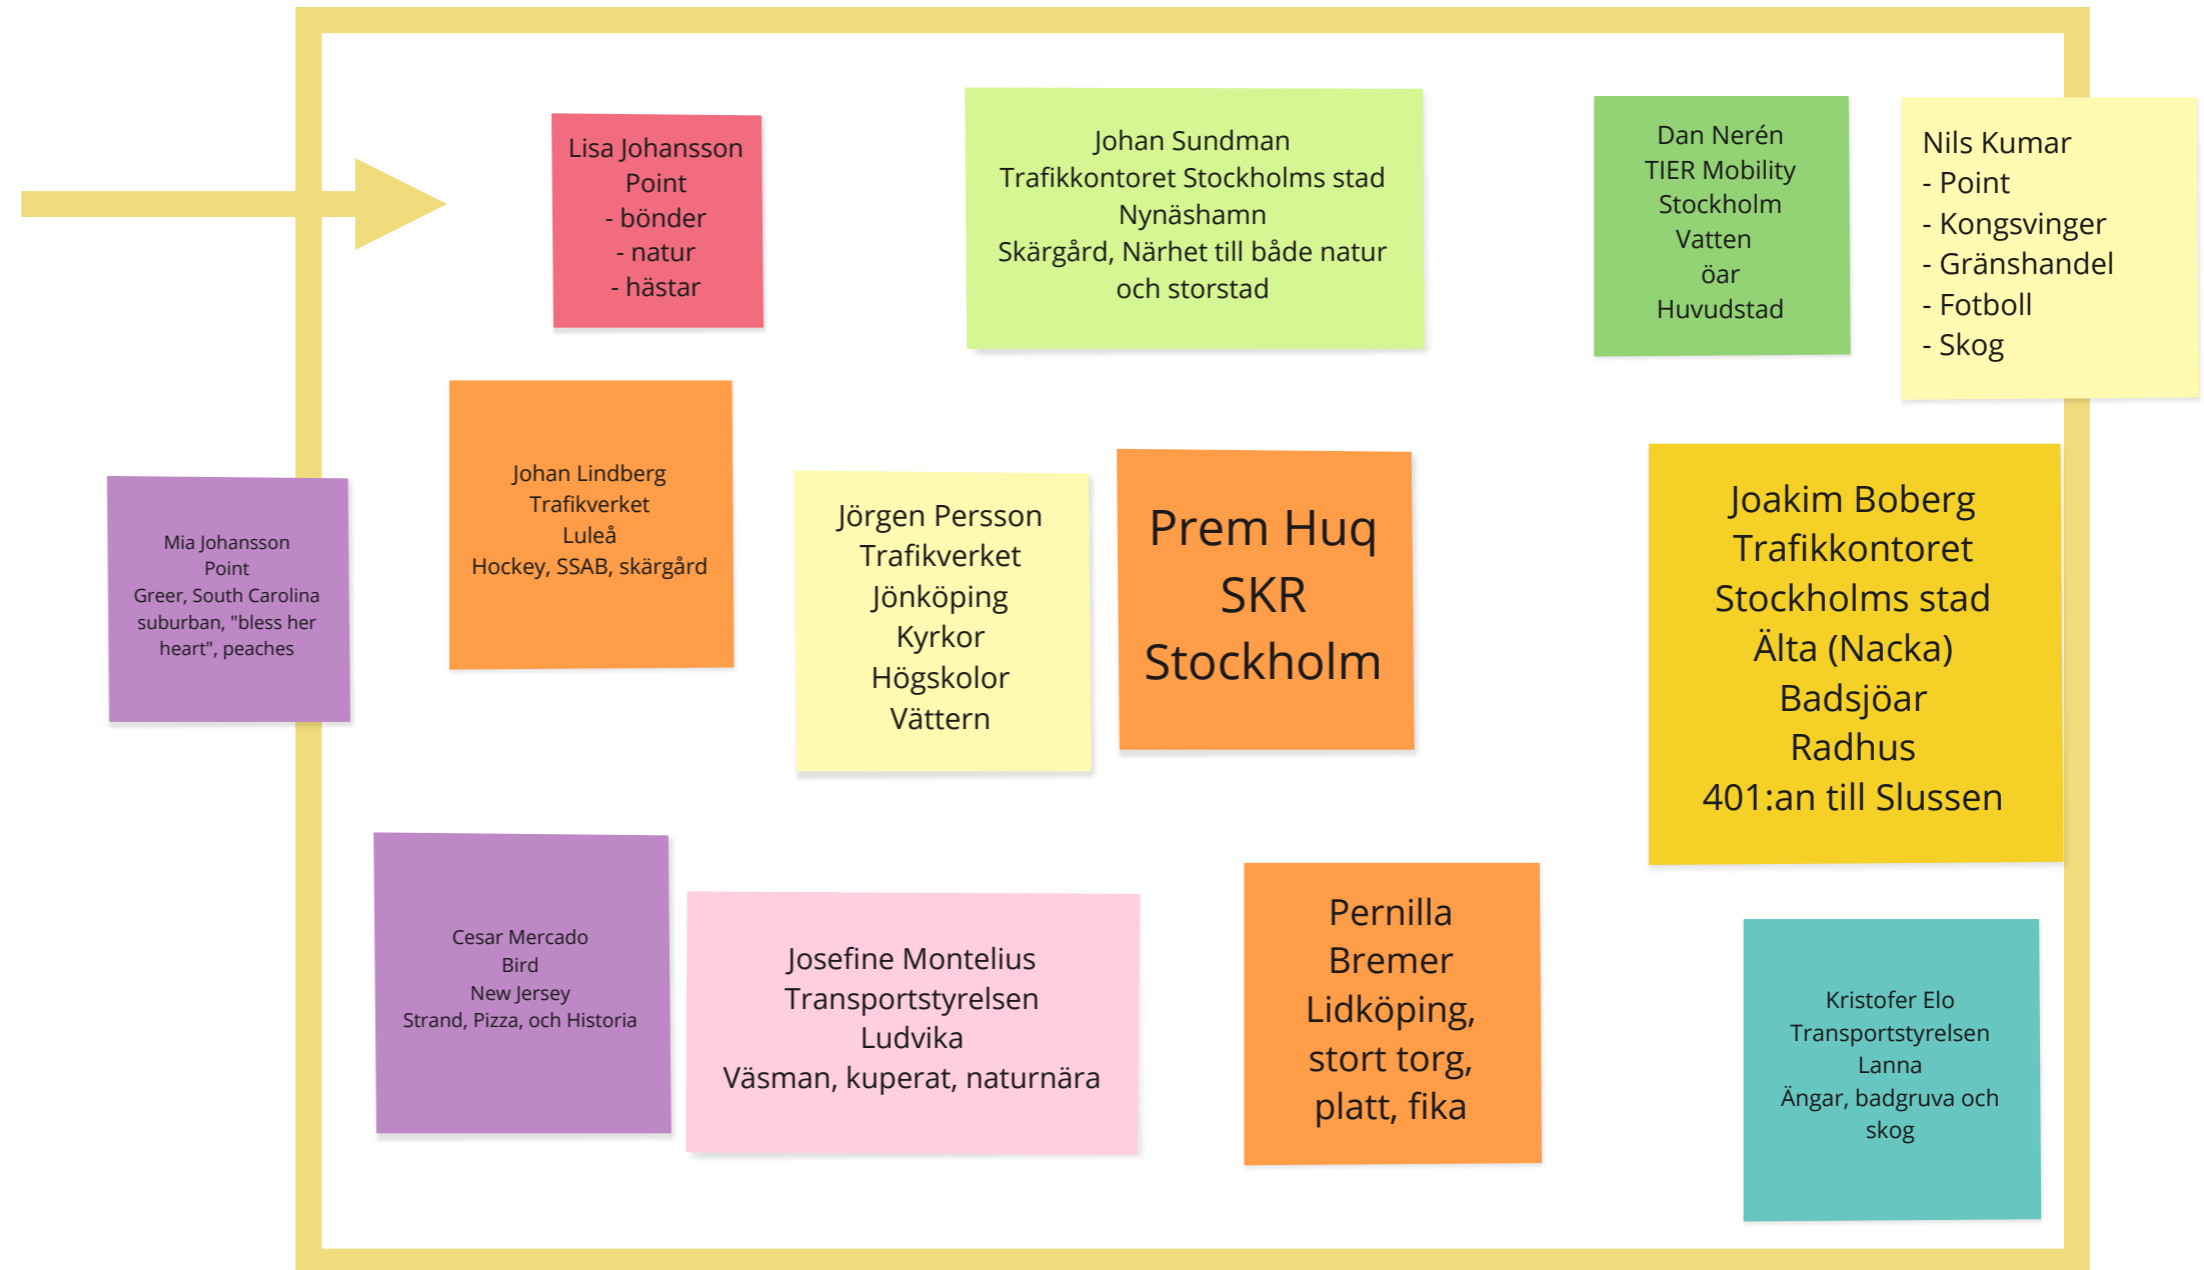 Lisa Johansson
Point
- bönder
- natur
- hästar
Johan Sundman
Trafikkontoret Stockholms stad
Nynäshamn
Skärgård, Närhet till både natur
och storstad
Dan Nerén
TIER Mobility
Stockholm
Vatten
öar
Huvudstad
Nils Kumar
- Point
- Kongsvinger
- Gränshandel
- Fotboll
- Skog
Mia Johansson
Point
Greer, South Carolina
suburban, "bless her
heart", peaches
Johan Lindberg
Trafikverket
Luleå
Hockey, SSAB, skärgård
Jörgen Persson
Trafikverket
Jönköping
Kyrkor
Högskolor
Vättern
Prem Huq
SKR
Stockholm
Joakim Boberg
Trafikkontoret
Stockholms stad
Älta (Nacka)
Badsjöar
Radhus
401:an till Slussen
Cesar Mercado
Bird
New Jersey
Strand, Pizza, och Historia
Josefine Montelius
Transportstyrelsen
Ludvika
Väsman, kuperat, naturnära
Pernilla
Bremer
Lidköping,
stort torg,
platt, fika
Kristofer Elo
Transportstyrelsen
Lanna
Ängar, badgruva och
skog